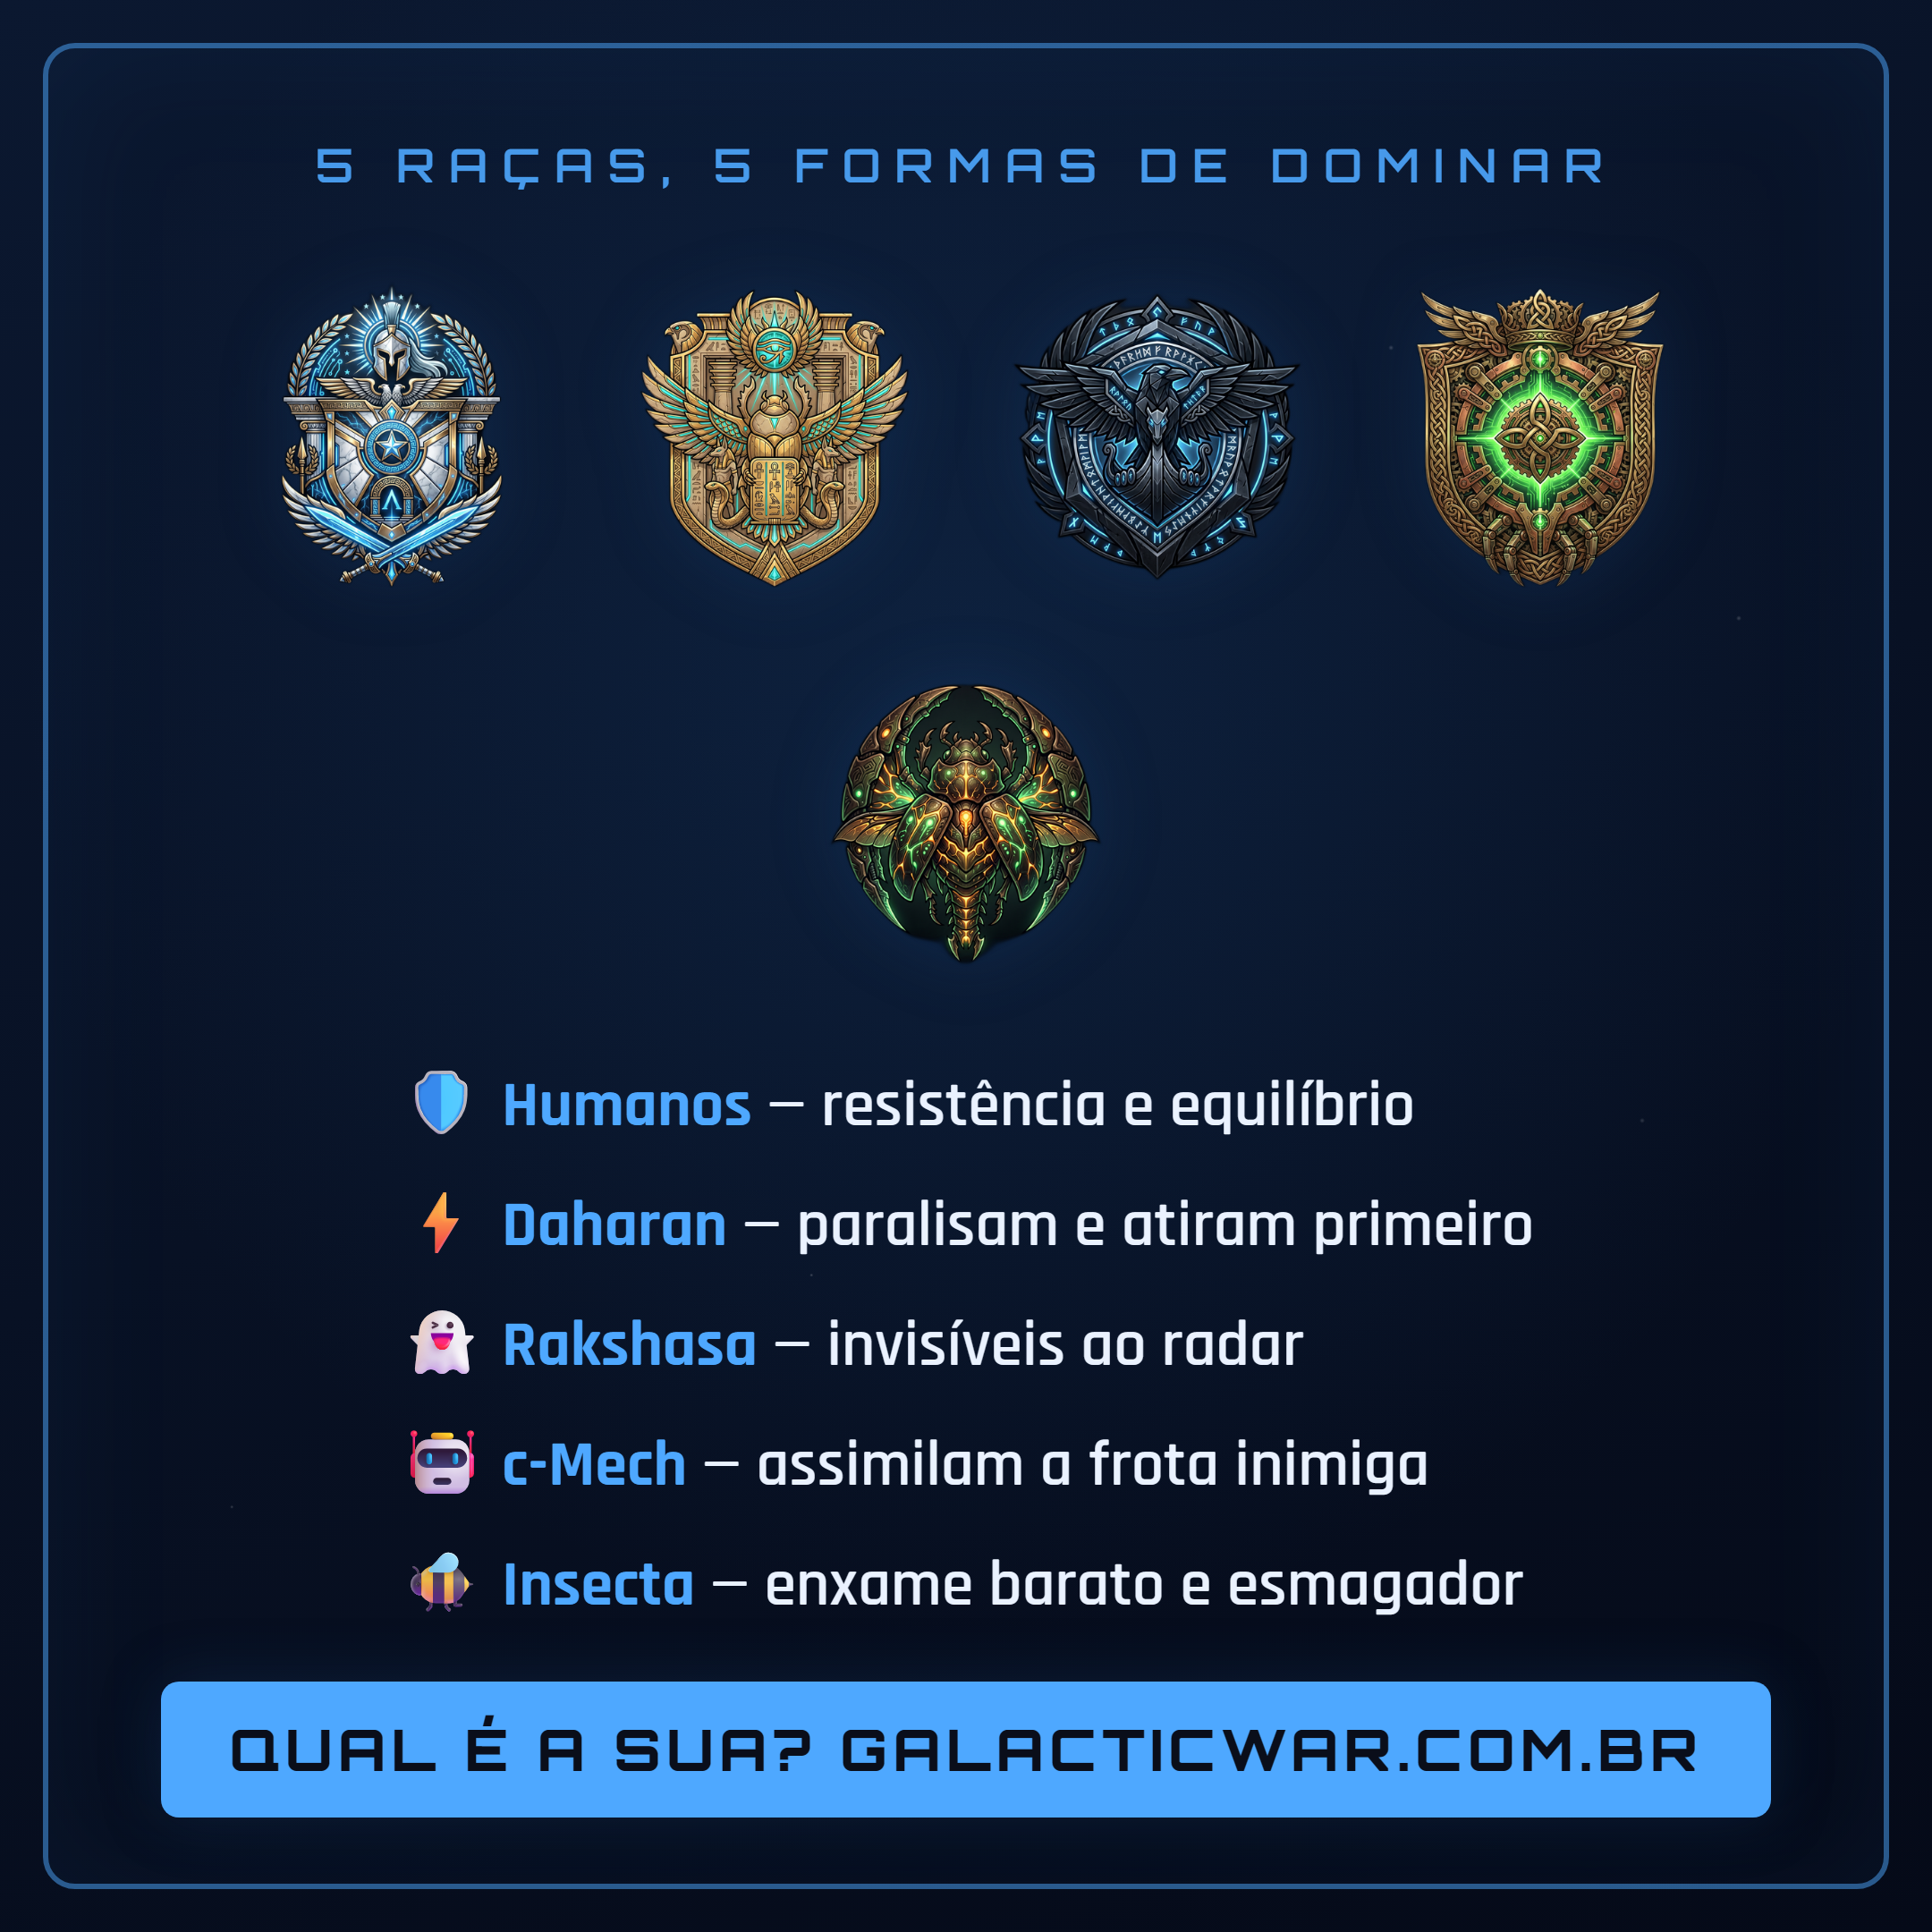 5 RAÇAS, 5 FORMAS DE DOMINAR
Humanos — resistência e equilíbrio
Daharan — paralisam e atiram primeiro
Rakshasa — invisíveis ao radar
c-Mech — assimilam a frota inimiga
Insecta — enxame barato e esmagador
QUAL É A SUA? GALACTICWAR.COM.BR